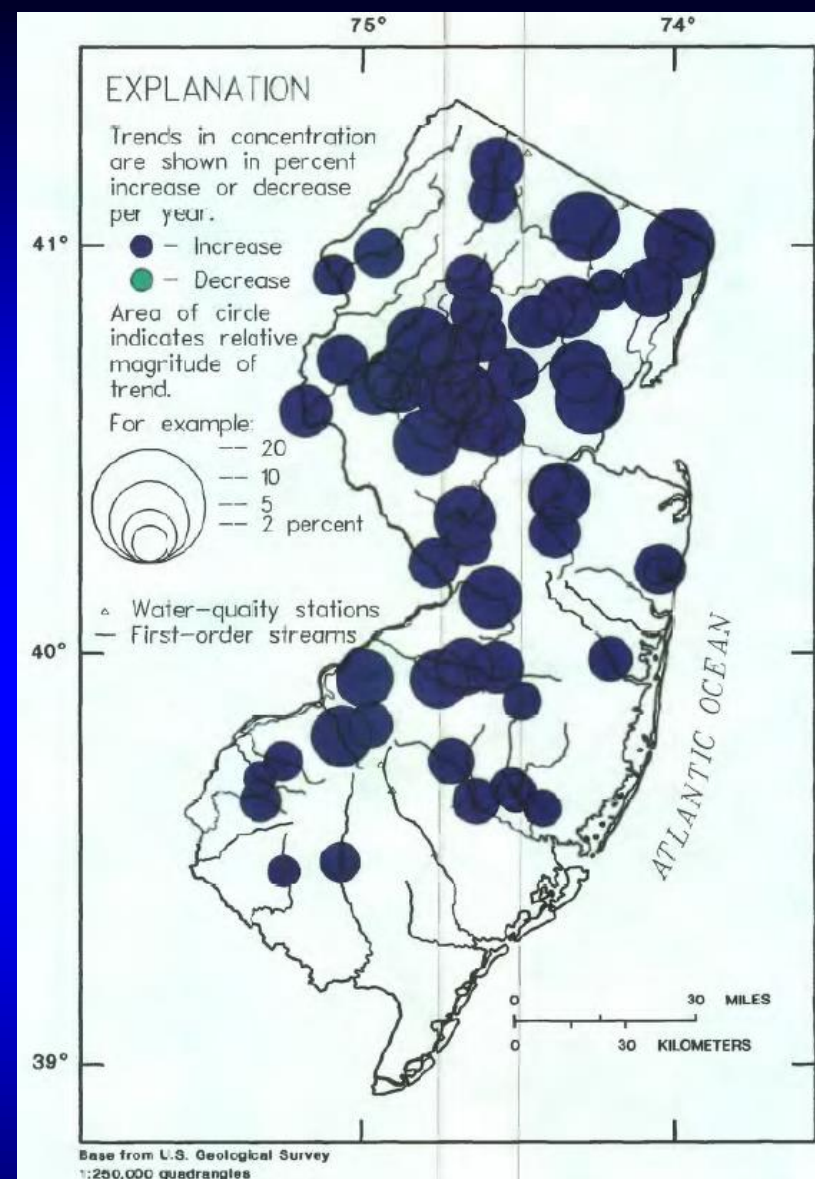 75° 74°
EXPLANATION
Trends in concentration
are shown in percent
increase or decrease
per year.
– Increase
– Decrease
Area of circle
indicates relative
magnitude of
trend.
For example:
-- 20
-- 10
-- 5
-- 2 percent
Water-quality stations
First-order streams
41°
40°
39°
ATLANTIC OCEAN
0 30 MILES
0 30 KILOMETERS
Base from U.S. Geological Survey
1:250,000 quadrangles